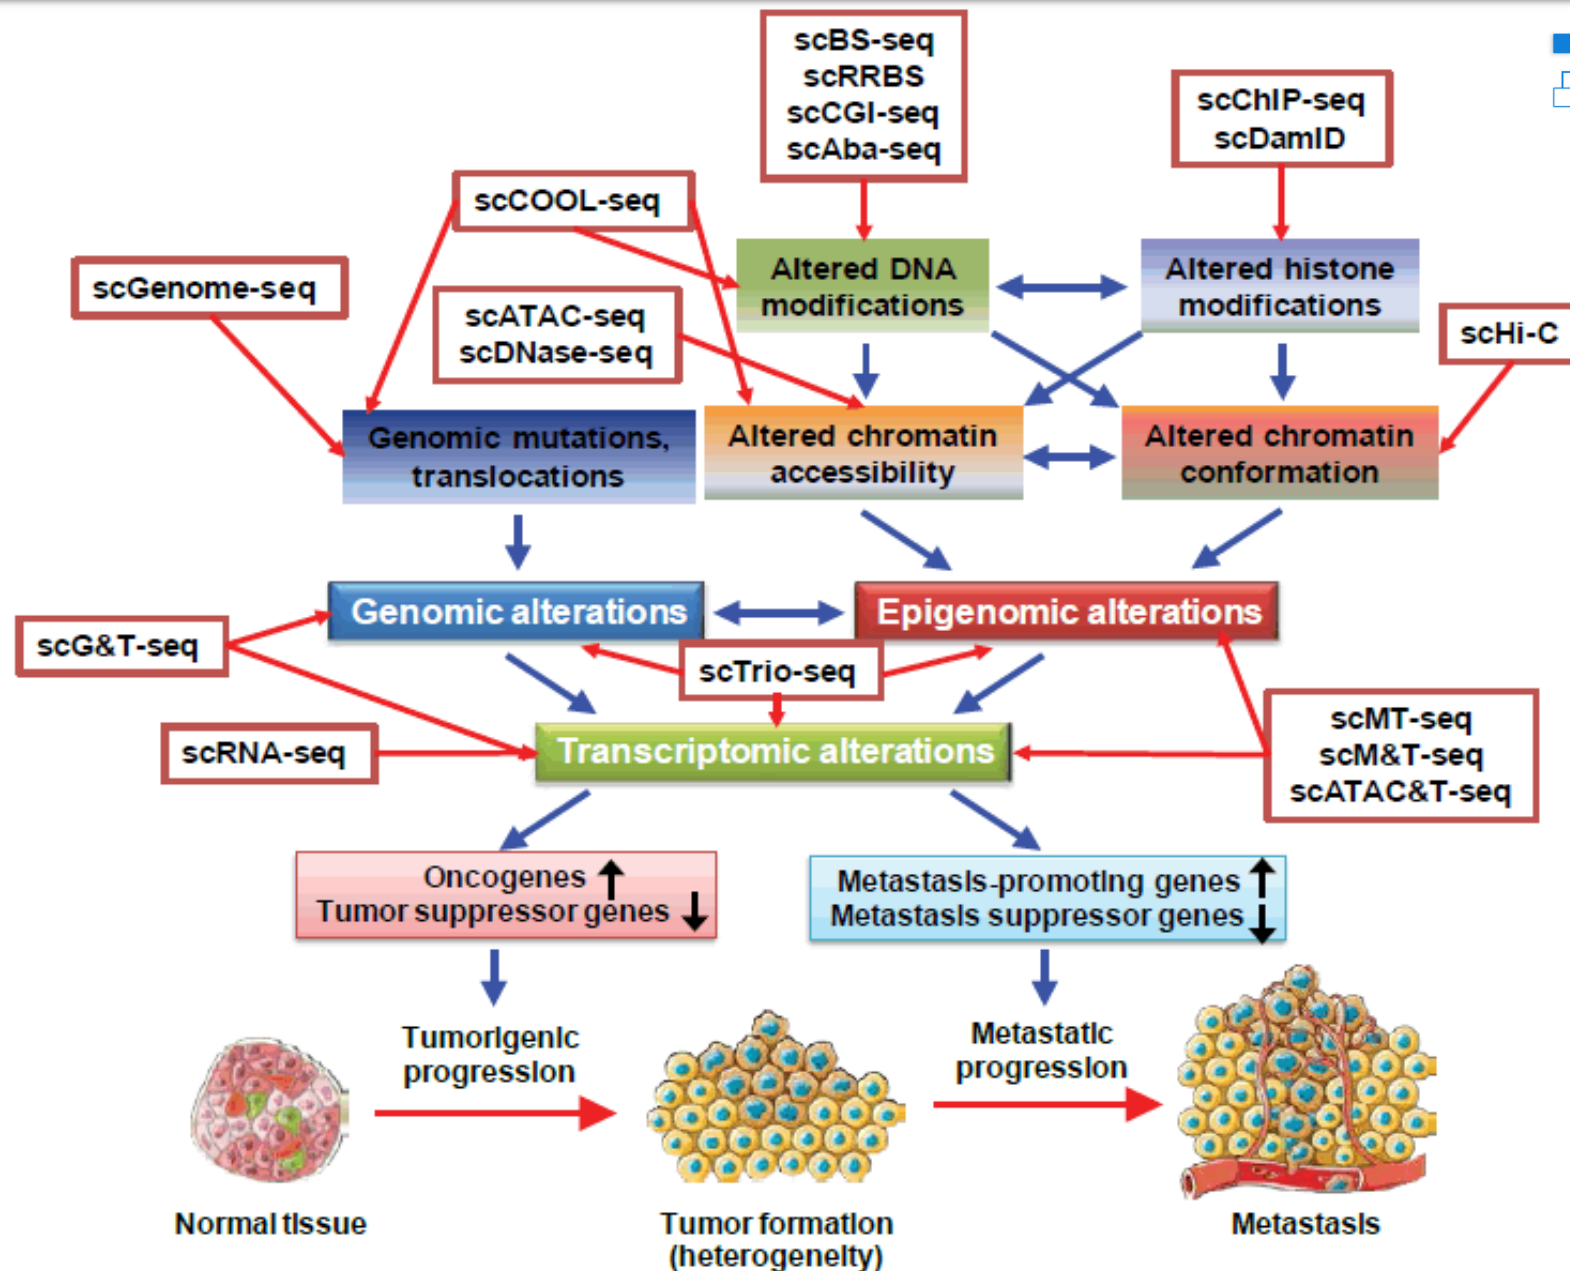 scBS-seq
scRRBS
scCGI-seq
scAba-seq
scChIP-seq
scDamID
scCOOL-seq
scGenome-seq
scATAC-seq
scDNase-seq
Altered DNA
modifications
Altered histone
modifications
scHi-C
Genomic mutations,
translocations
Altered chromatin
accessibility
Altered chromatin
conformation
Genomic alterations
Epigenomic alterations
scG&T-seq
scTrio-seq
scRNA-seq
Transcriptomic alterations
scMT-seq
scM&T-seq
scATAC&T-seq
Oncogenes
Tumor suppressor genes
Metastasis-promoting genes
Metastasis suppressor genes
Tumorigenic
progression
Metastatic
progression
Normal tissue
Tumor formation
(heterogeneity)
Metastasis